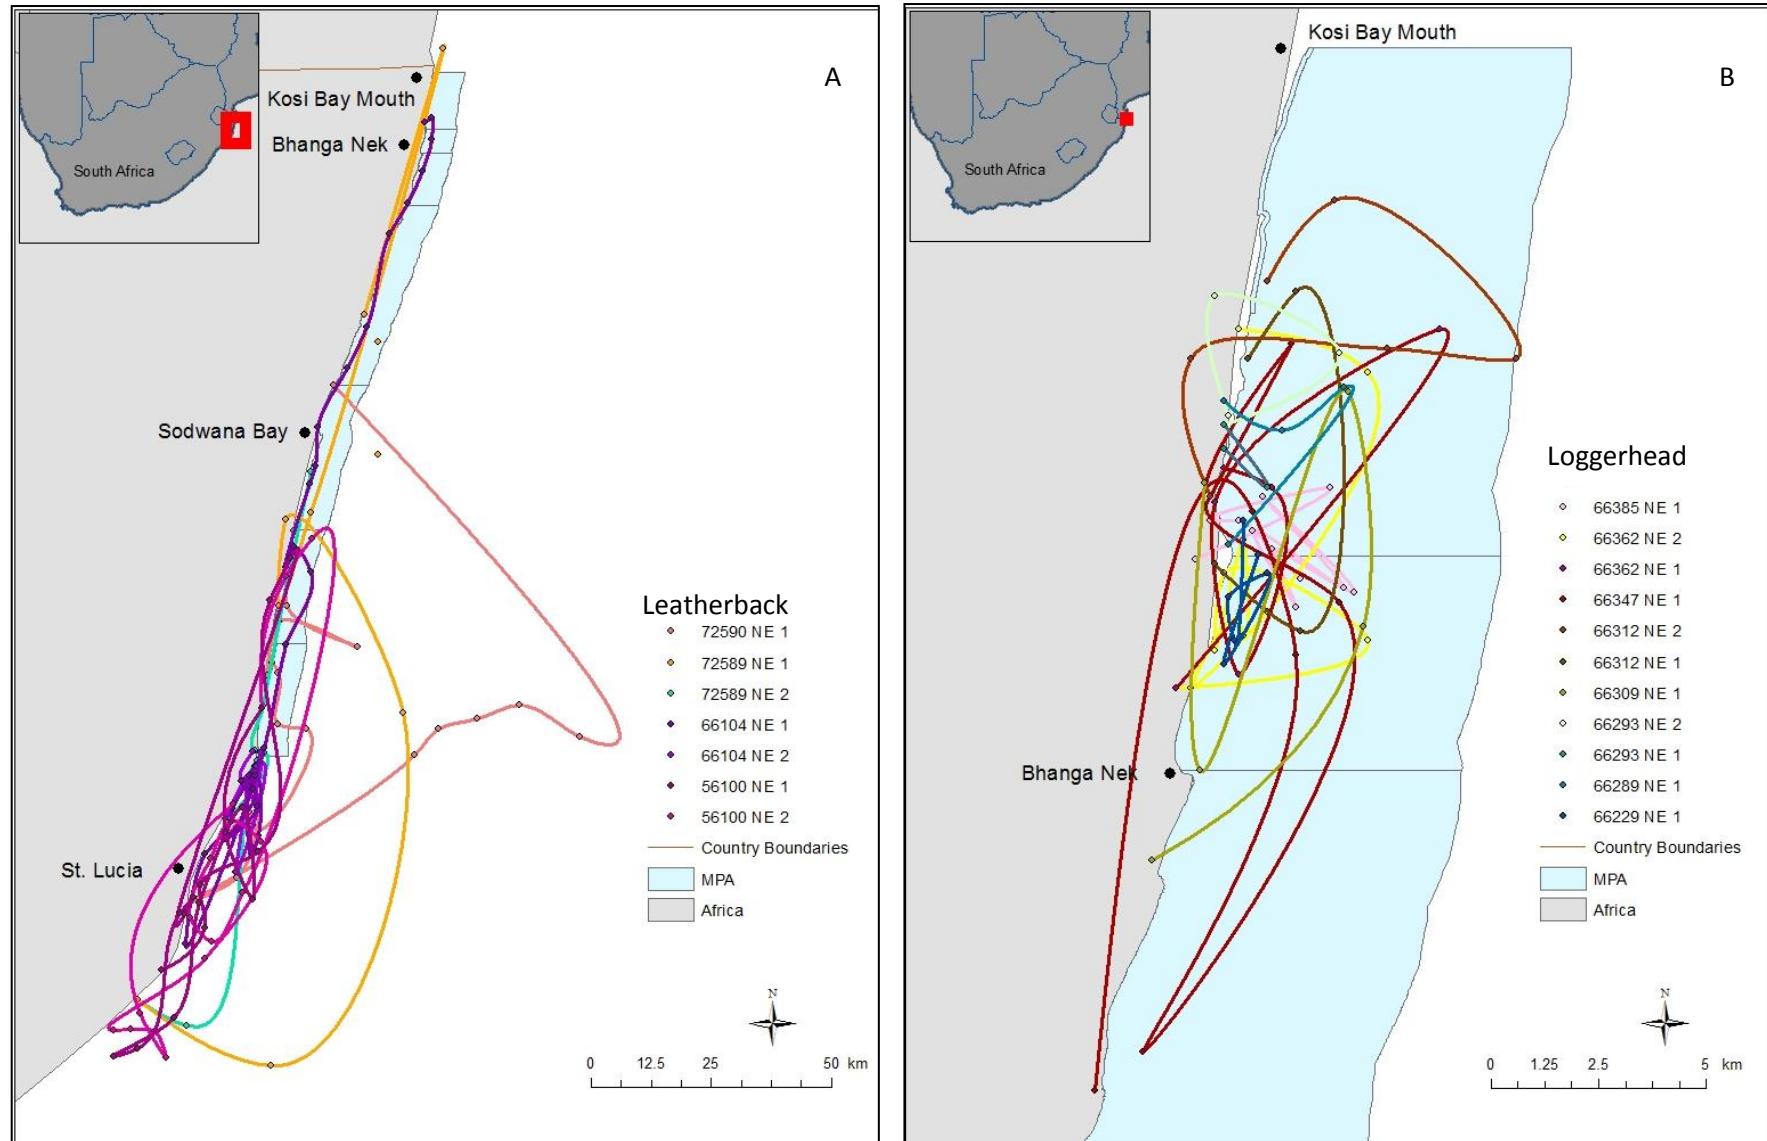 A
Kosi Bay Mouth
Bhanga Nek
South Africa
Sodwana Bay
St. Lucia
Leatherback
72590 NE 1
72589 NE 1
72589 NE 2
66104 NE 1
66104 NE 2
56100 NE 1
56100 NE 2
Country Boundaries
MPA
Africa
N
0 12.5 25 50 km
Kosi Bay Mouth
B
South Africa
Bhanga Nek
Loggerhead
66385 NE 1
66362 NE 2
66362 NE 1
66347 NE 1
66312 NE 2
66312 NE 1
66309 NE 1
66293 NE 2
66293 NE 1
66289 NE 1
66229 NE 1
Country Boundaries
MPA
Africa
N
0 1.25 2.5 5 km